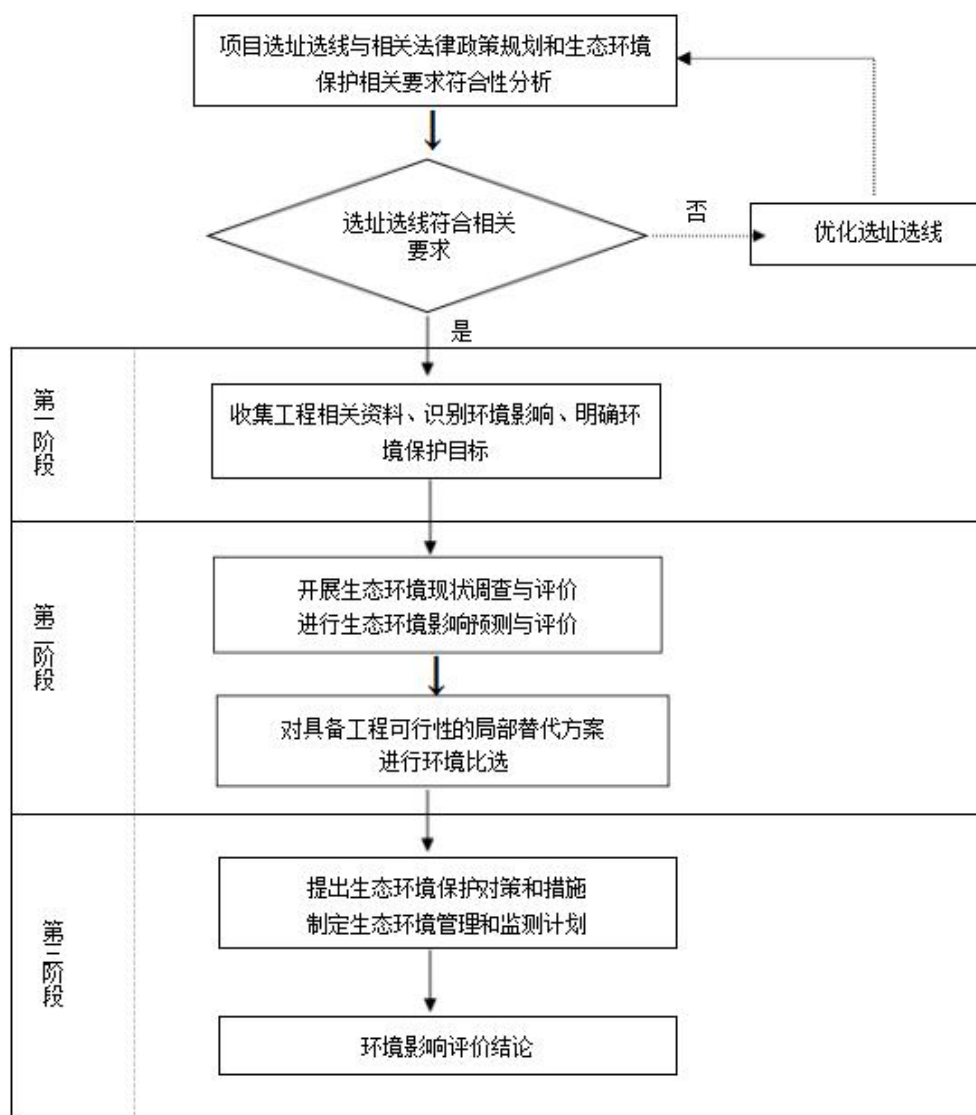 项目选址选线与相关法律政策规划和生态环境
保护相关要求符合性分析
选址选线符合相关
要求
否
优化选址选线
是
第一阶段
收集工程相关资料、识别环境影响、明确环
境保护目标
第二阶段
开展生态环境现状调查与评价
进行生态环境影响预测与评价
对具备工程可行性的局部替代方案
进行环境比选
第三阶段
提出生态环境保护对策和措施
制定生态环境管理和监测计划
环境影响评价结论